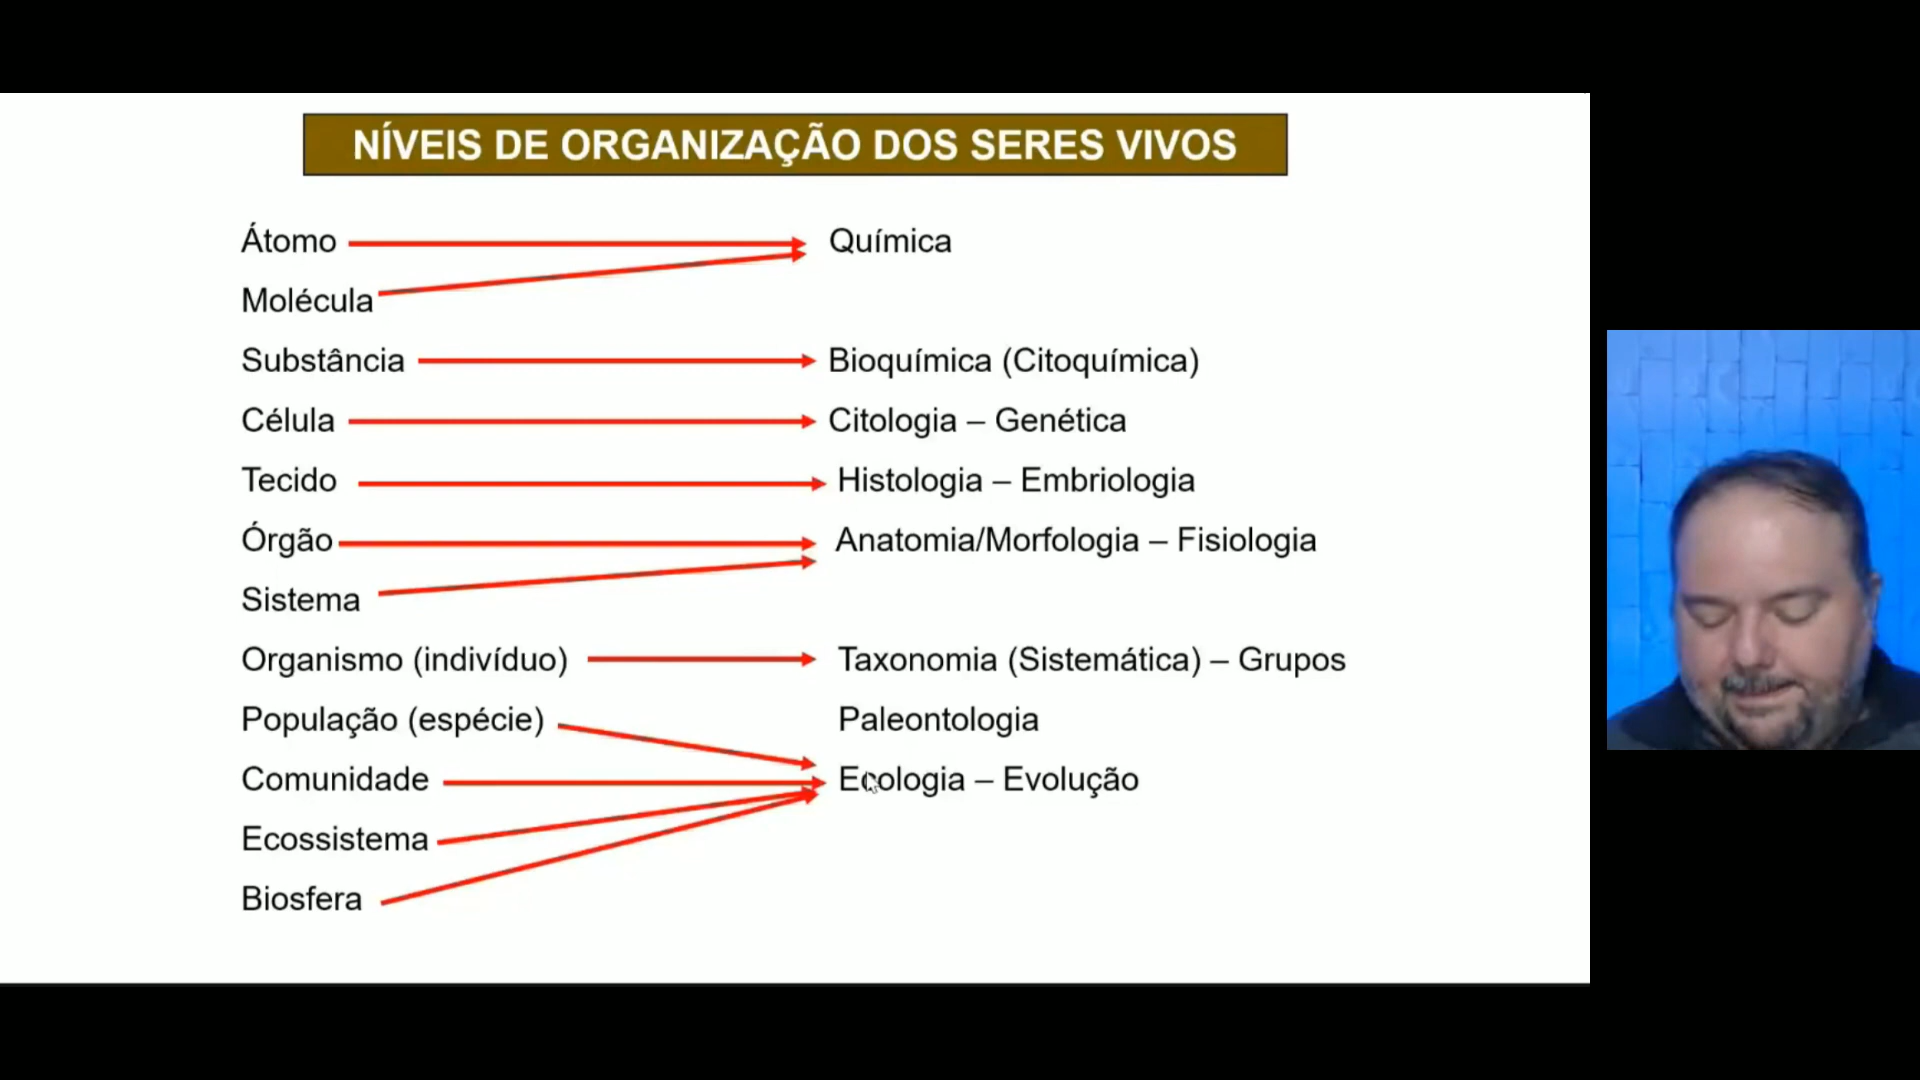 NÍVEIS DE ORGANIZAÇÃO DOS SERES VIVOS
Átomo Química
Molécula
Substância Bioquímica (Citoquímica)
Célula Citologia – Genética
Tecido Histologia – Embriologia
Órgão Anatomia/Morfologia – Fisiologia
Sistema
Organismo (indivíduo) Taxonomia (Sistemática) – Grupos
População (espécie) Paleontologia
Comunidade Ecologia – Evolução
Ecossistema
Biosfera